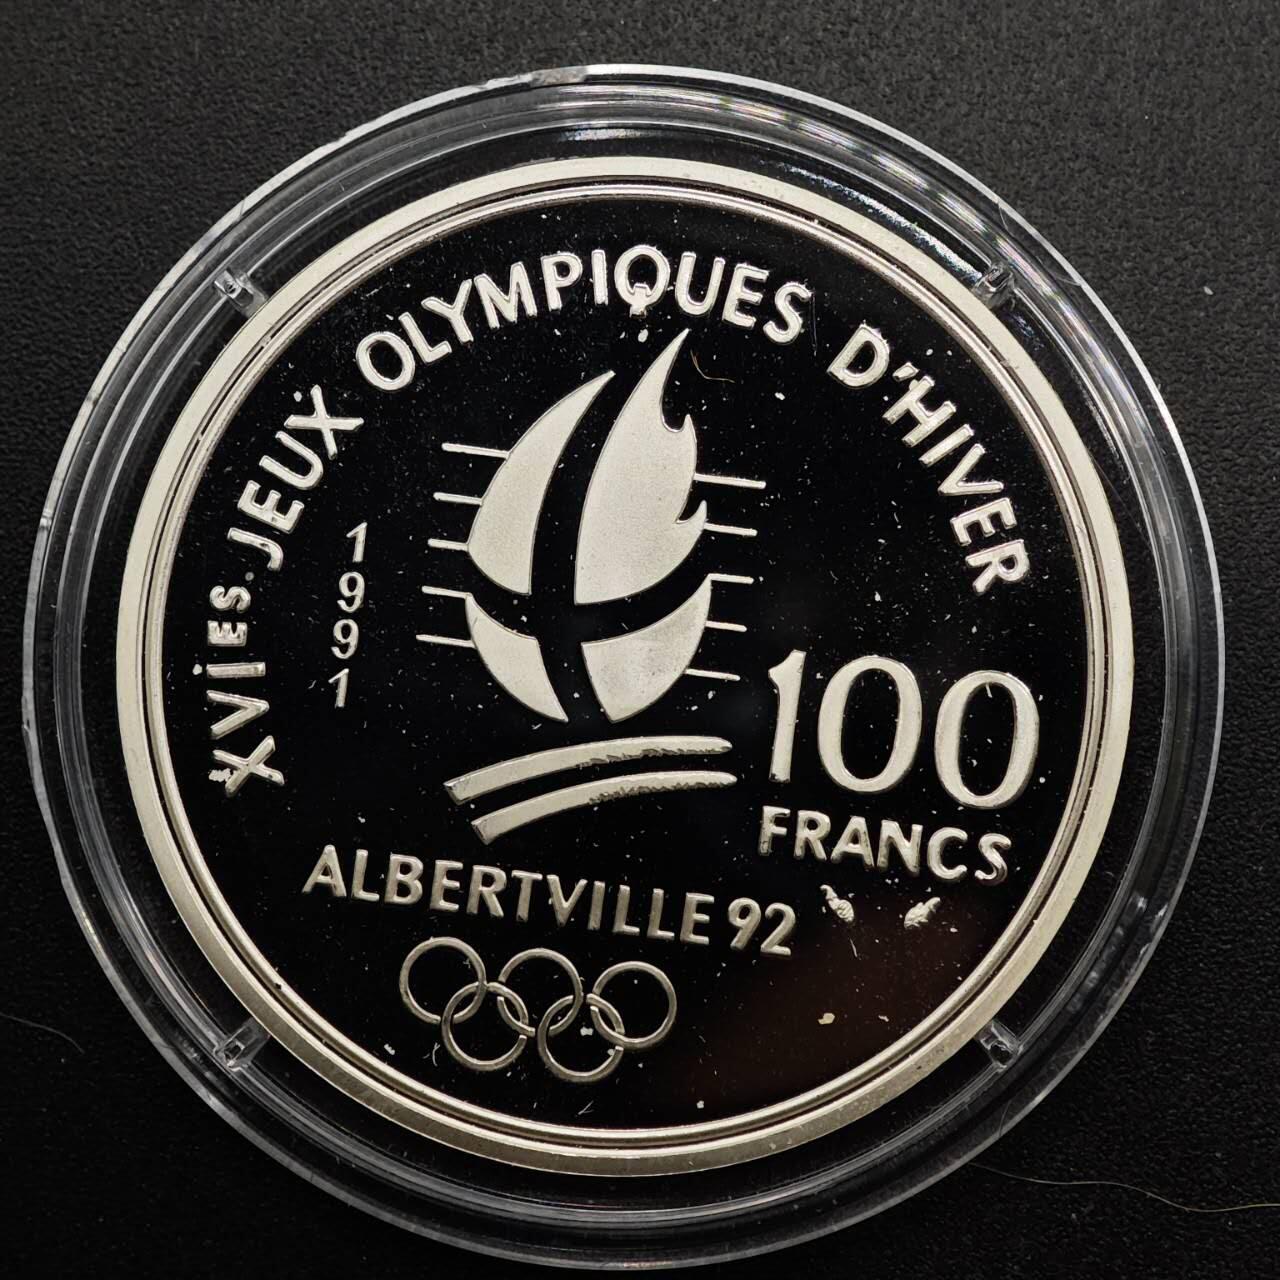 XVIES. JEUX OLYMPIQUES D'HIVER
1991
100
FRANCS
ALBERTVILLE 92